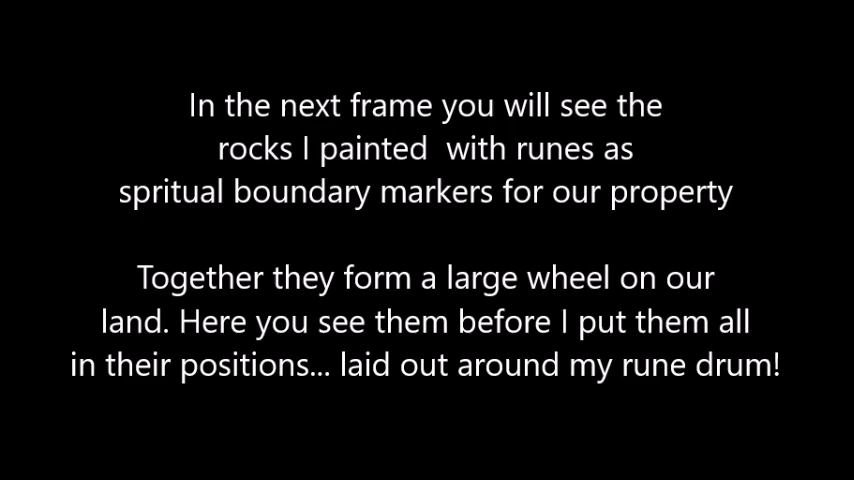 In the next frame you will see the
rocks I painted  with runes as
spritual boundary markers for our property
Together they form a large wheel on our
land. Here you see them before I put them all
in their positions... laid out around my rune drum!